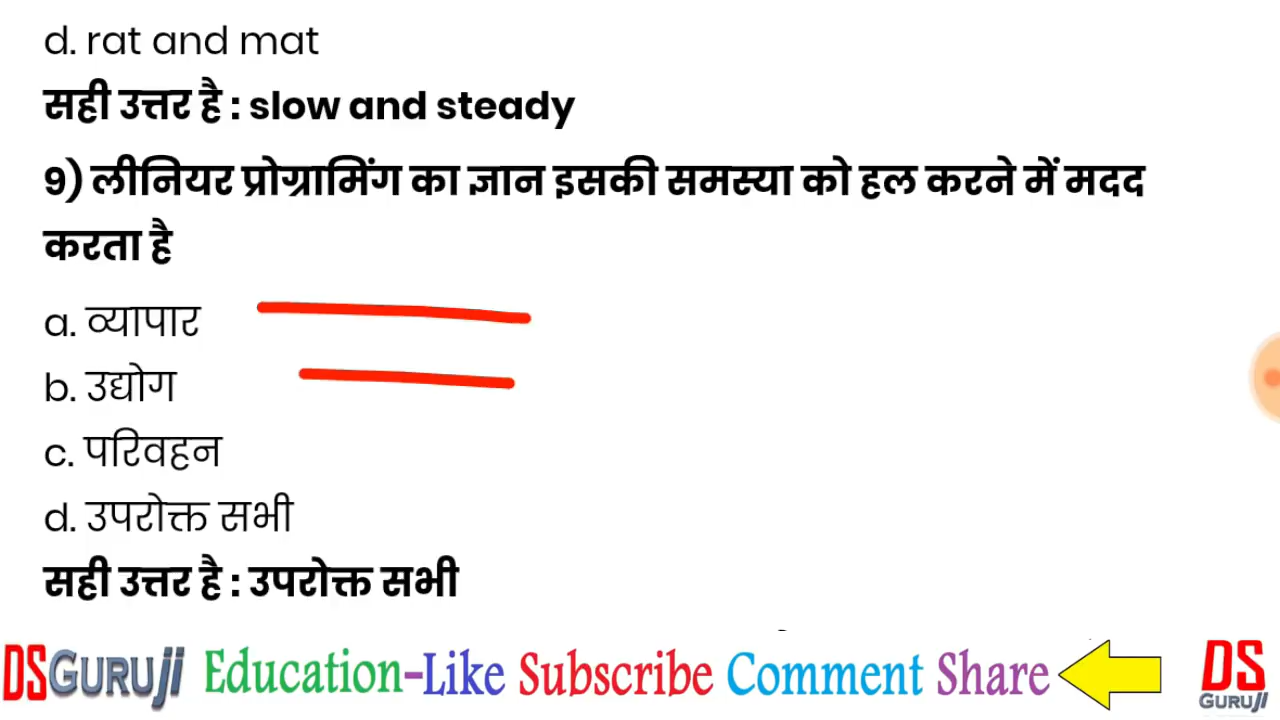 d. rat and mat
सही उत्तर है : slow and steady
9) लीनियर प्रोग्रामिंग का ज्ञान इसकी समस्या को हल करने में मदद
करता है
a. व्यापार
b. उद्योग
c. परिवहन
d. उपरोक्त सभी
सही उत्तर है : उपरोक्त सभी
DSGURUJI Education-Like Subscribe Comment Share DS
GURUJI